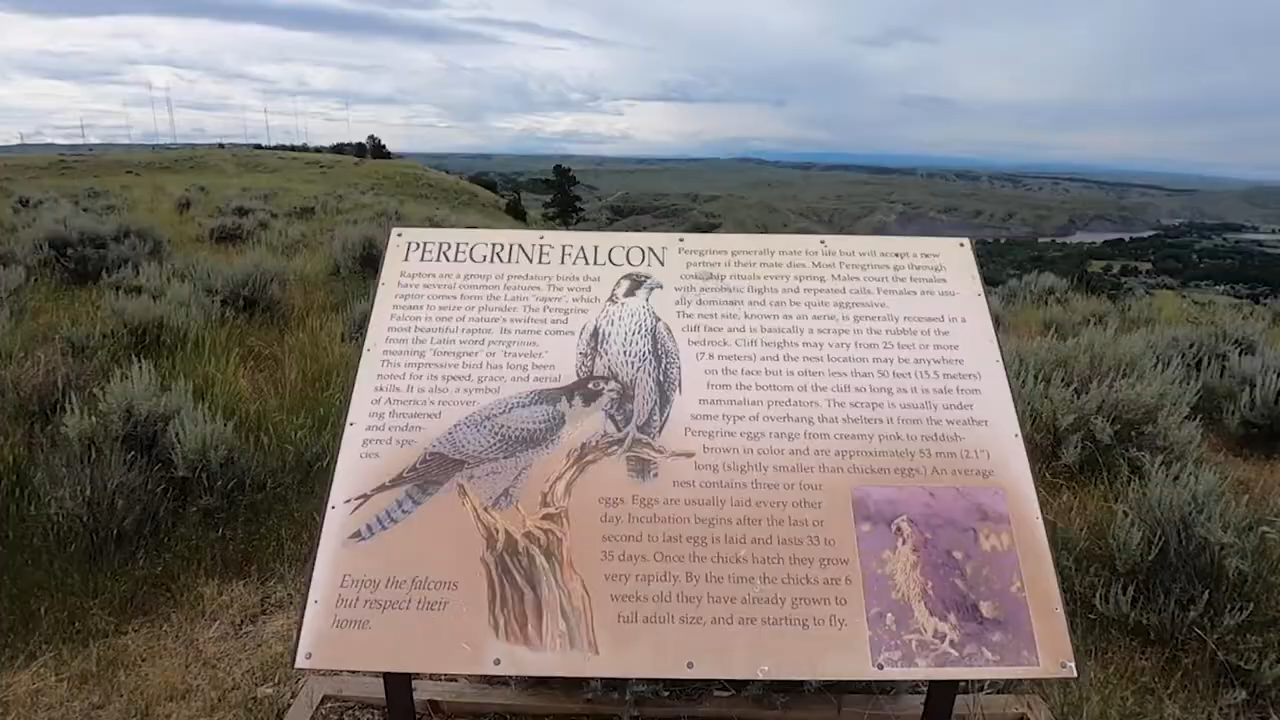 PEREGRINE FALCON
Raptors are a group of predatory birds that
have several common features. The word
raptor comes form the Latin "rapere", which
means to seize or plunder. The Peregrine
Falcon is one of nature's swiftest and
most beautiful raptor. Its name comes
from the Latin word peregrinus,
meaning "foreigner" or "traveler."
This impressive bird has long been
noted for its speed, grace, and aerial
skills. It is also a symbol
of America's recover-
ing threatened
and endan-
gered spe-
cies.
Enjoy the falcons
but respect their
home.
Peregrines generally mate for life but will accept a new
partner if their mate dies. Most Peregrines go through
courtship rituals every spring. Males court the females
with aerobatic flights and repeated calls. Females are usu-
ally dominant and can be quite aggressive.
The nest site, known as an aerie, is generally recessed in a
cliff face and is basically a scrape in the rubble of the
bedrock. Cliff heights may vary from 25 feet or more
(7.8 meters) and the nest location may be anywhere
on the face but is often less than 50 feet (15.5 meters)
from the bottom of the cliff so long as it is safe from
mammalian predators. The scrape is usually under
some type of overhang that shelters it from the weather
Peregrine eggs range from creamy pink to reddish-
brown in color and are approximately 53 mm (2.1")
long (slightly smaller than chicken eggs.) An average
nest contains three or four
eggs. Eggs are usually laid every other
day. Incubation begins after the last or
second to last egg is laid and lasts 33 to
35 days. Once the chicks hatch they grow
very rapidly. By the time the chicks are 6
weeks old they have already grown to
full adult size, and are starting to fly.